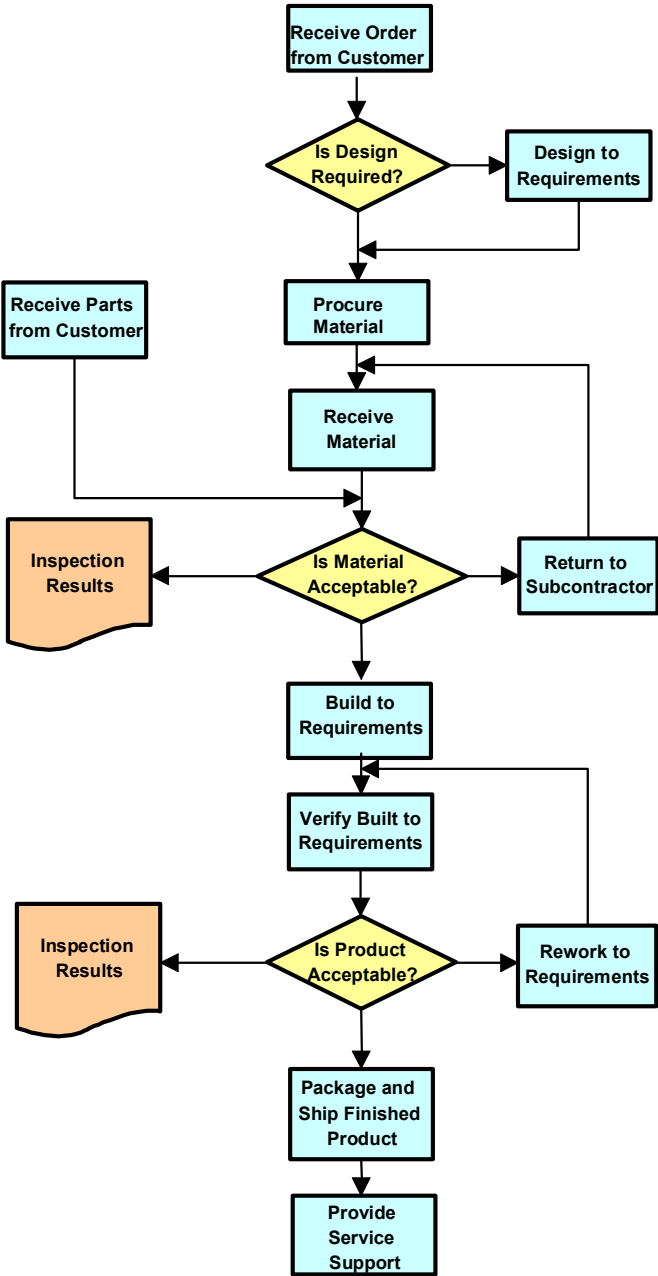 Receive Order
from Customer
Is Design
Required?
Design to
Requirements
Receive Parts
from Customer
Procure
Material
Receive
Material
Inspection
Results
Is Material
Acceptable?
Return to
Subcontractor
Build to
Requirements
Verify Built to
Requirements
Inspection
Results
Is Product
Acceptable?
Rework to
Requirements
Package and
Ship Finished
Product
Provide
Service
Support